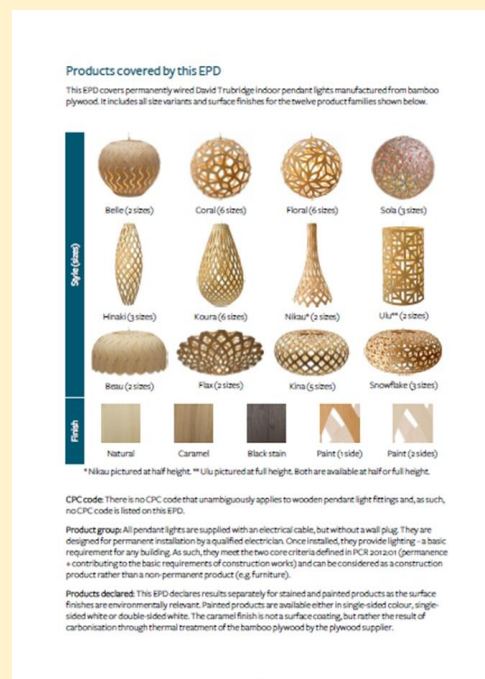 Products covered by this EPD
This EPD covers permanently wired David Trubridge indoor pendant lights manufactured from bamboo
plywood. It includes all size variants and surface finishes for the twelve product families shown below.
Style (sizes)
Belle (2 sizes)
Coral (6 sizes)
Floral (6 sizes)
Sola (3 sizes)
Hinaki (3 sizes)
Koura (6 sizes)
Nikau* (2 sizes)
Ulu** (2 sizes)
Beau (2 sizes)
Flax (2 sizes)
Kina (5 sizes)
Snowflake (3 sizes)
Finish
Natural
Caramel
Black stain
Paint (1 side)
Paint (2 sides)
* Nikau pictured at half height. ** Ulu pictured at full height. Both are available at half or full height.
CPC code: There is no CPC code that unambiguously applies to wooden pendant light fittings and, as such,
no CPC code is listed on this EPD.
Product group: All pendant lights are supplied with an electrical cable, but without a wall plug. They are
designed for permanent installation by a qualified electrician. Once installed, they provide lighting – a basic
requirement for any building. As such, they meet the two core criteria defined in PCR 2012:01 (permanence
+ contributing to the basic requirements of construction works) and can be considered as a construction
product rather than a non-permanent product (e.g. furniture).
Products declared: This EPD declares results separately for stained and painted products as the surface
finishes are environmentally relevant. Painted products are available either in single-sided colour, single-
sided white or double-sided white. The caramel finish is not a surface coating, but rather the result of
carbonisation through thermal treatment of the bamboo plywood by the plywood supplier.